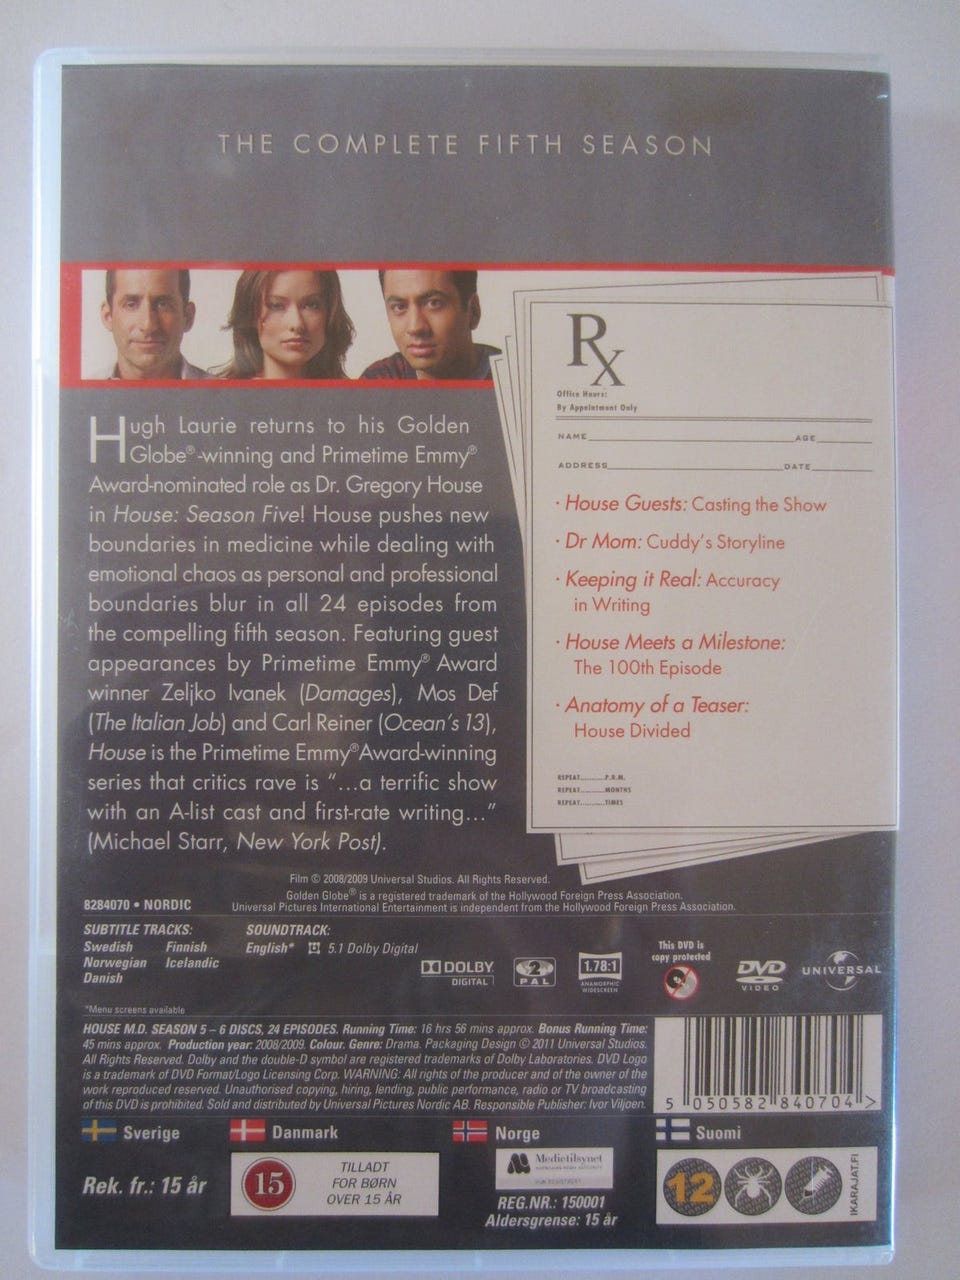 THE COMPLETE FIFTH SEASON
Hugh Laurie returns to his Golden
Globe®-winning and Primetime Emmy®
Award-nominated role as Dr. Gregory House
in House: Season Five! House pushes new
boundaries in medicine while dealing with
emotional chaos as personal and professional
boundaries blur in all 24 episodes from
the compelling fifth season. Featuring guest
appearances by Primetime Emmy® Award
winner Zeljko Ivanek (Damages), Mos Def
(The Italian Job) and Carl Reiner (Ocean's 13),
House is the Primetime Emmy® Award-winning
series that critics rave is “...a terrific show
with an A-list cast and first-rate writing...”
(Michael Starr, New York Post).
Rx
Office Hours:
By Appointment Only
NAME AGE
ADDRESS DATE
· House Guests: Casting the Show
· Dr Mom: Cuddy's Storyline
· Keeping it Real: Accuracy
in Writing
· House Meets a Milestone:
The 100th Episode
· Anatomy of a Teaser:
House Divided
REPEAT..........P.R.N.
REPEAT..........MONTHS
REPEAT..........TIMES
Film © 2008/2009 Universal Studios. All Rights Reserved.
Golden Globe® is a registered trademark of the Hollywood Foreign Press Association.
8284070 • NORDIC
Universal Pictures International Entertainment is independent from the Hollywood Foreign Press Association.
SUBTITLE TRACKS:
Swedish Finnish
Norwegian Icelandic
Danish
SOUNDTRACK:
English* 5.1 Dolby Digital
DOLBY
DIGITAL
2
PAL
1.78:1
ANAMORPHIC
WIDESCREEN
This DVD is
copy protected
DVD
VIDEO
UNIVERSAL
*Menu screens available
HOUSE M.D. SEASON 5 – 6 DISCS, 24 EPISODES. Running Time: 16 hrs 56 mins approx. Bonus Running Time:
45 mins approx. Production year: 2008/2009. Colour. Genre: Drama. Packaging Design © 2011 Universal Studios.
All Rights Reserved. Dolby and the double-D symbol are registered trademarks of Dolby Laboratories. DVD Logo
is a trademark of DVD Format/Logo Licensing Corp. WARNING: All rights of the producer and of the owner of the
work reproduced reserved. Unauthorised copying, hiring, lending, public performance, radio or TV broadcasting
of this DVD is prohibited. Sold and distributed by Universal Pictures Nordic AB. Responsible Publisher: Ivor Viljoen.
5 050582 840704 >
Sverige
Danmark
Norge
Suomi
Rek. fr.: 15 år
15
TILLADT
FOR BØRN
OVER 15 ÅR
Medietilsynet
NORWEGIAN MEDIA AUTHORITY
REG.NR.: 150001
Aldersgrense: 15 år
12
IKARAJAT.FI